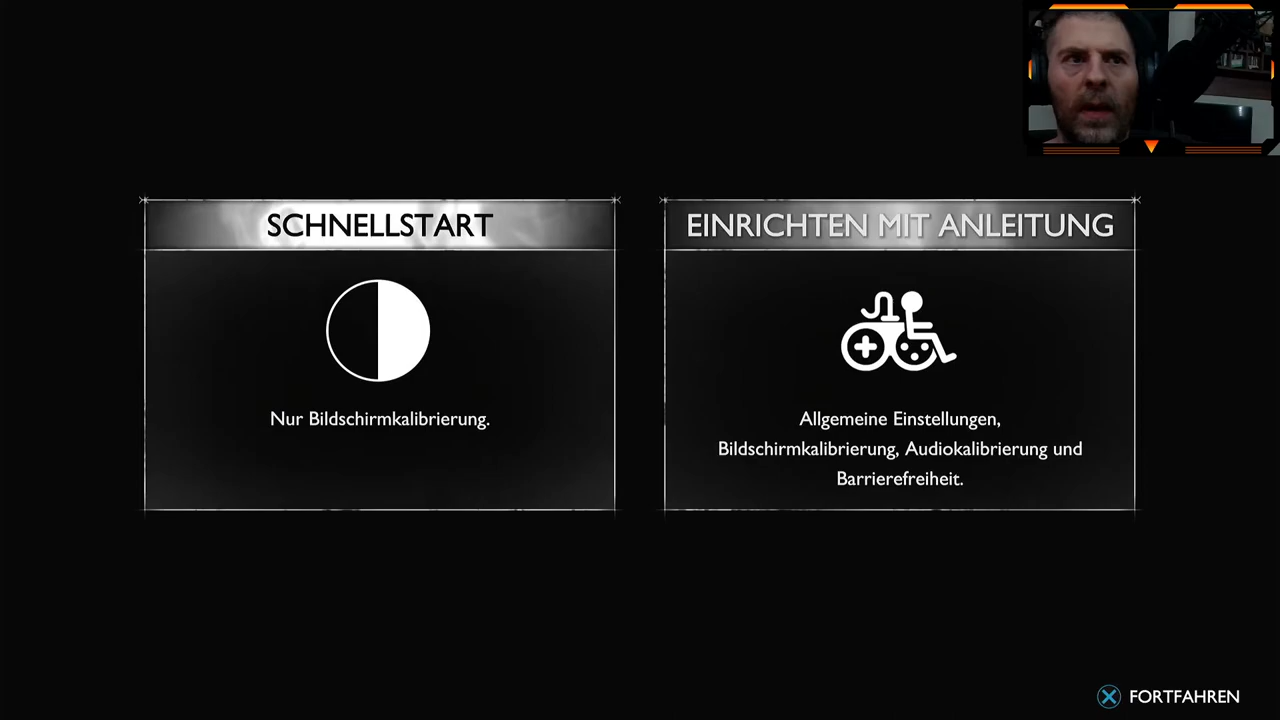 SCHNELLSTART
Nur Bildschirmkalibrierung.
EINRICHTEN MIT ANLEITUNG
Allgemeine Einstellungen,
Bildschirmkalibrierung, Audiokalibrierung und
Barrierefreiheit.
FORTFAHREN